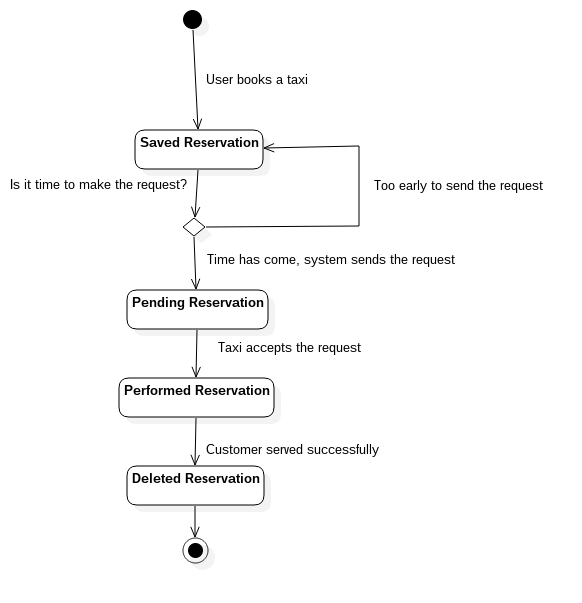 User books a taxi
Saved Reservation
Is it time to make the request?
Too early to send the request
Time has come, system sends the request
Pending Reservation
Taxi accepts the request
Performed Reservation
Customer served successfully
Deleted Reservation